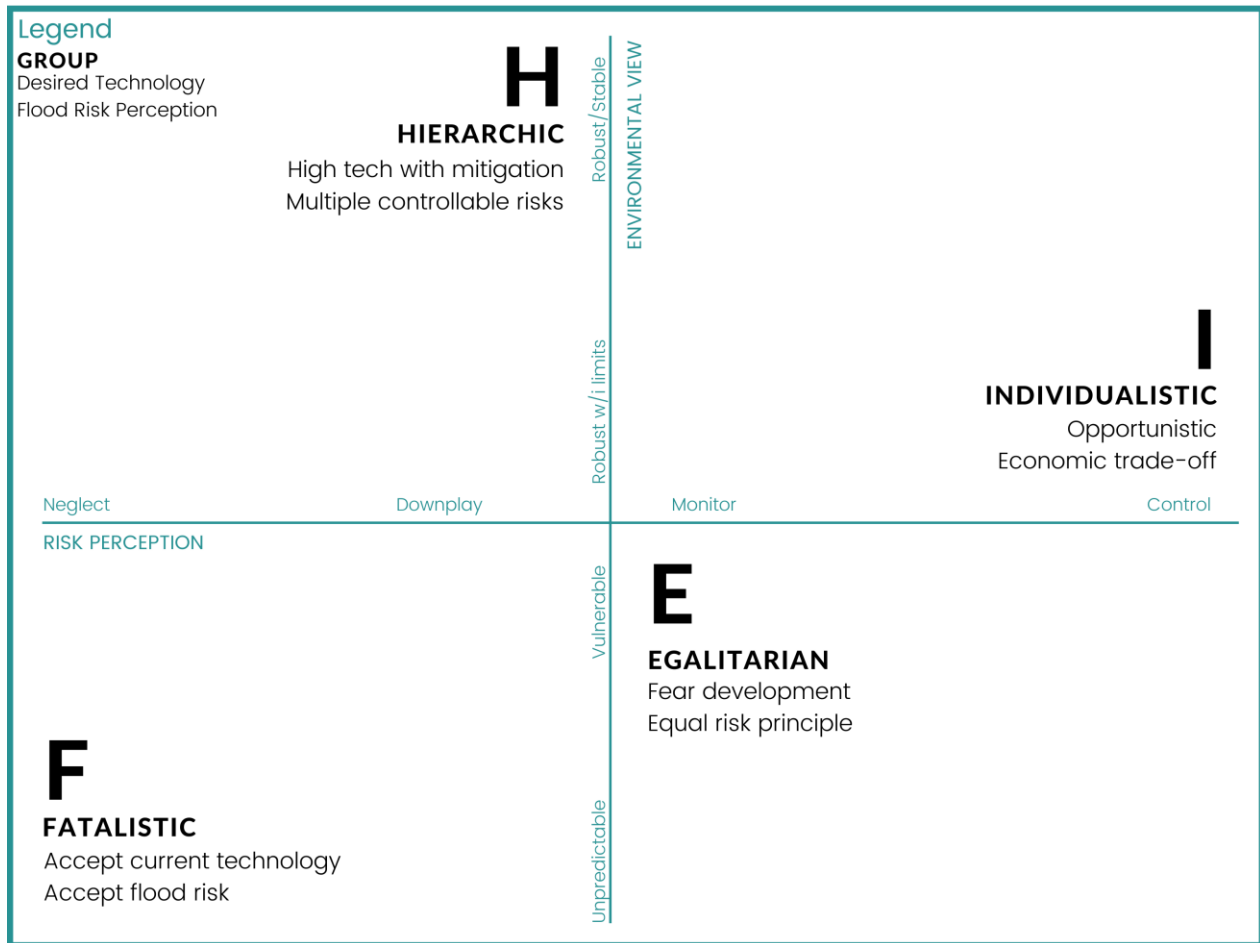 Legend
GROUP
Desired Technology
Flood Risk Perception
H
HIERARCHIC
High tech with mitigation
Multiple controllable risks
Robust/Stable
ENVIRONMENTAL VIEW
I
INDIVIDUALISTIC
Opportunistic
Economic trade-off
Robust w/i limits
Neglect
Downplay
Monitor
Control
RISK PERCEPTION
Vulnerable
E
EGALITARIAN
Fear development
Equal risk principle
F
FATALISTIC
Accept current technology
Accept flood risk
Unpredictable